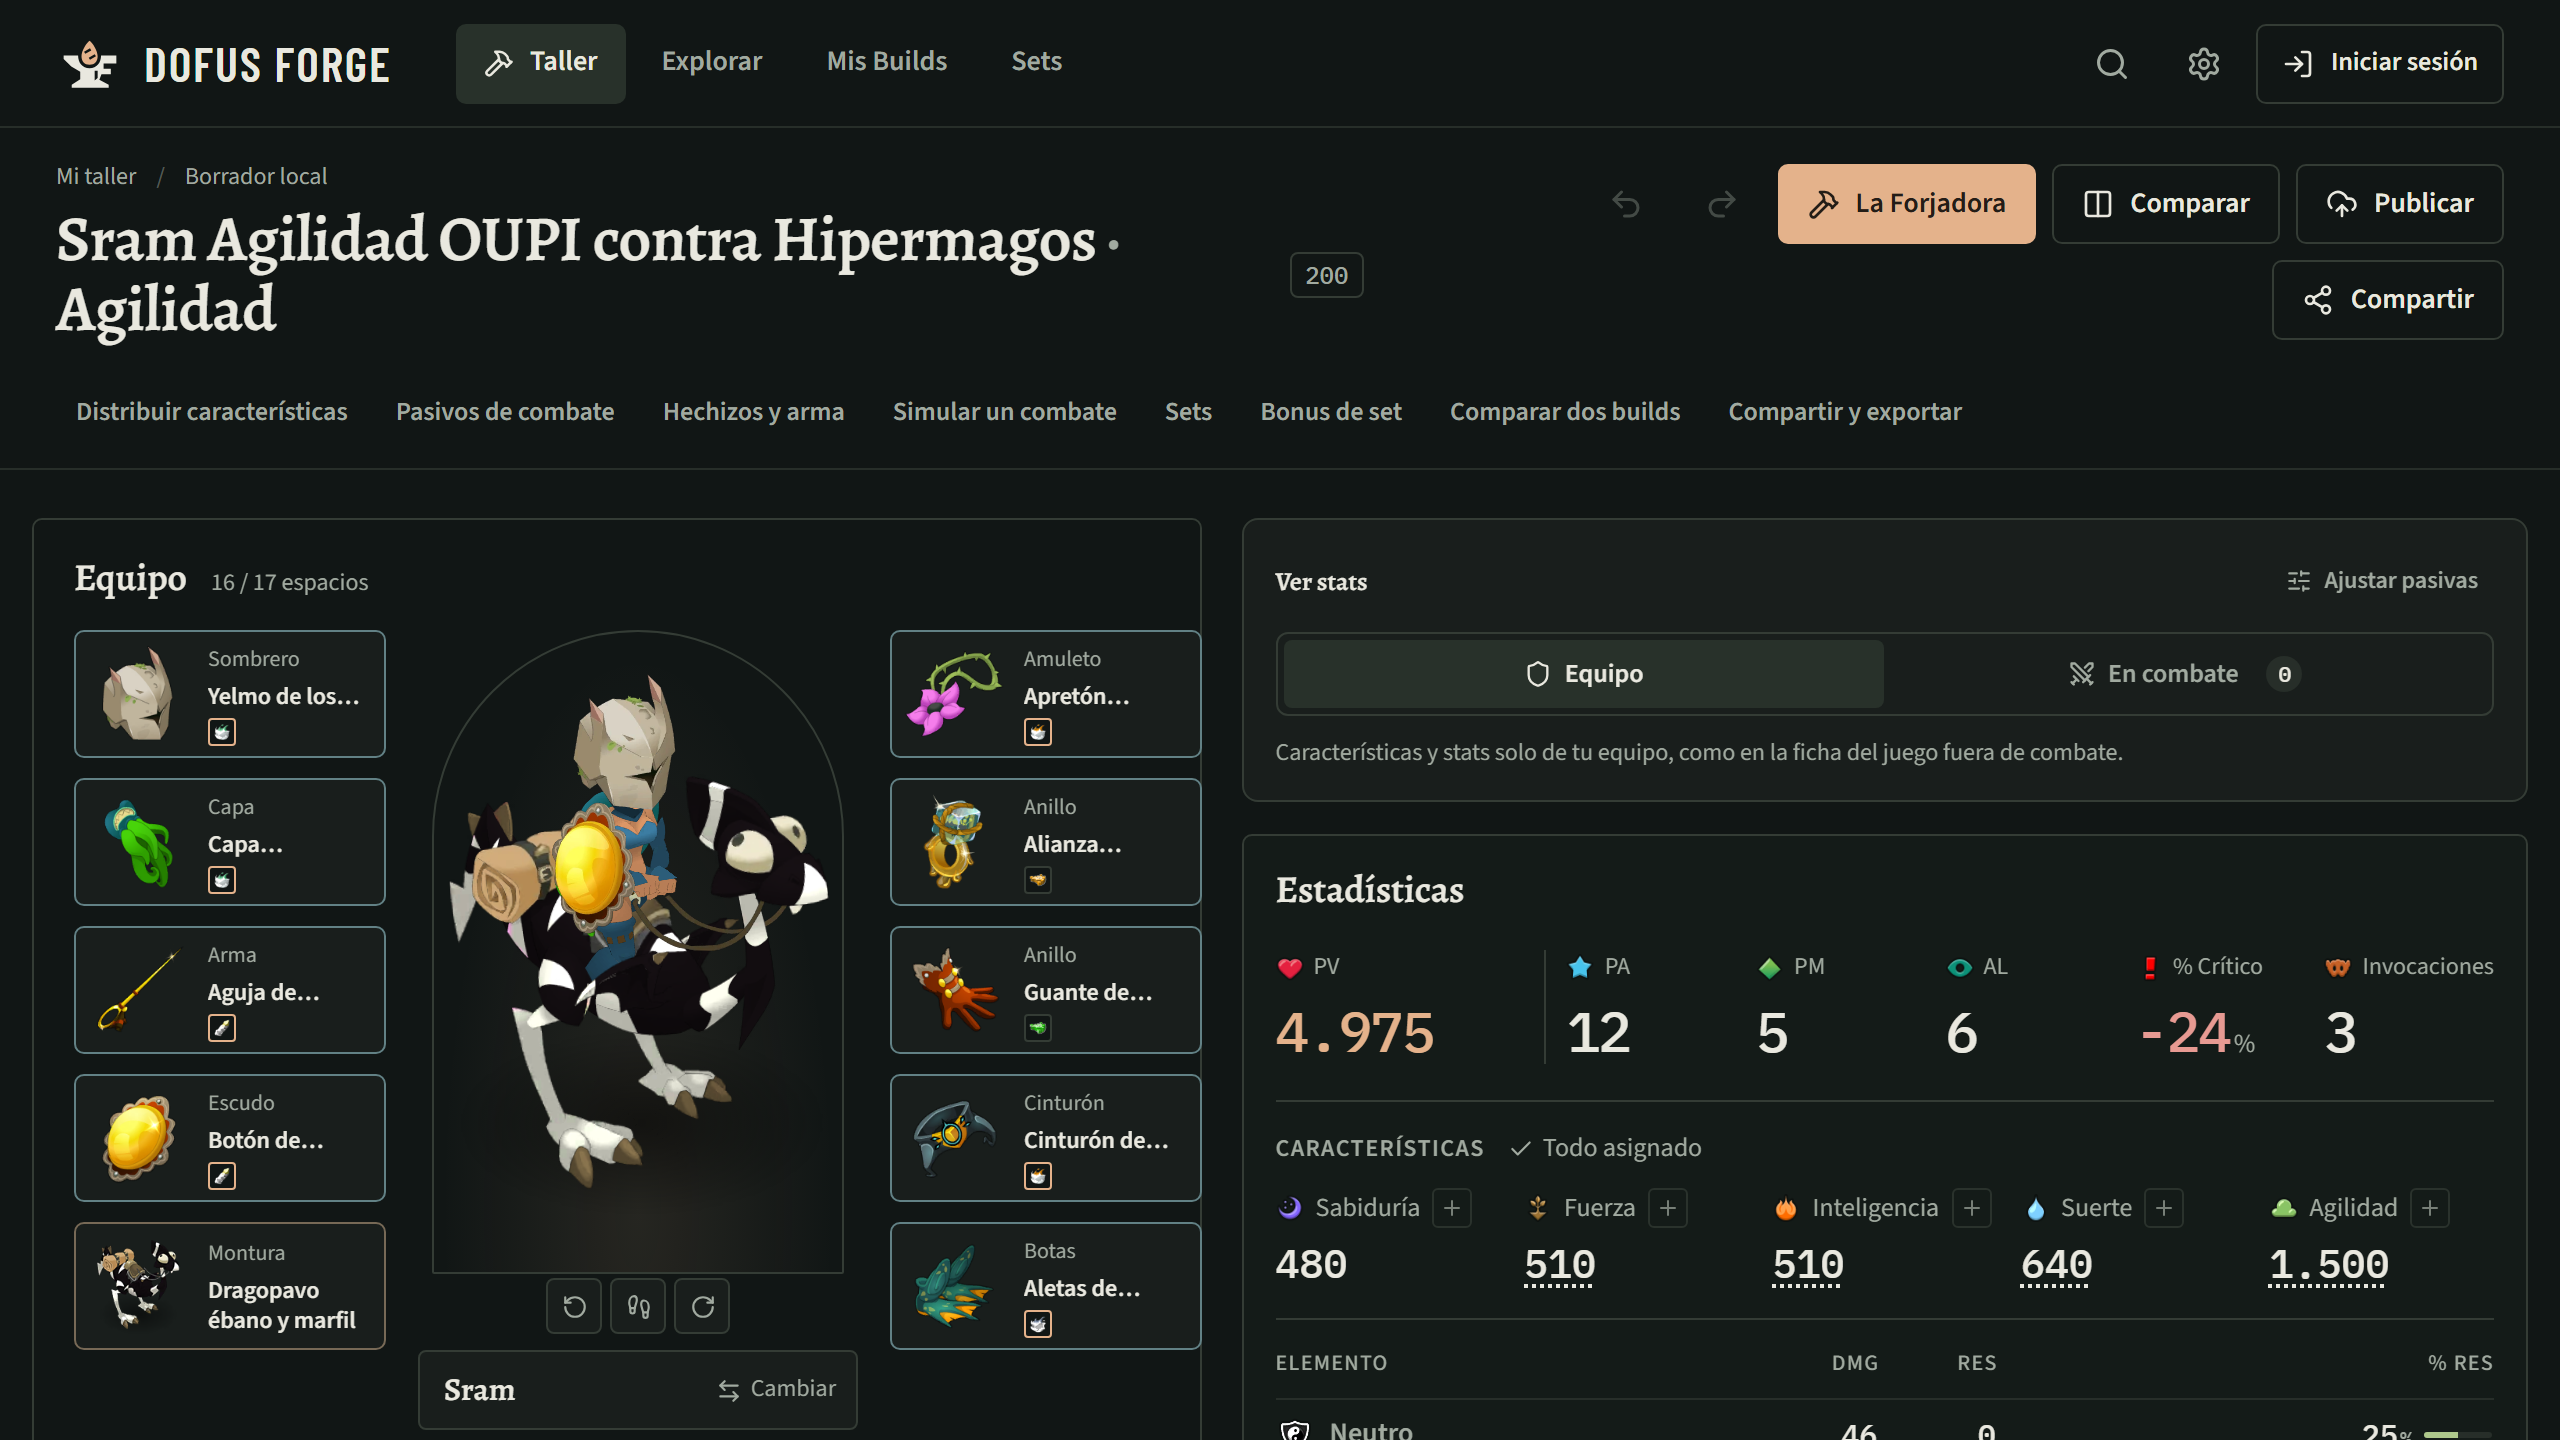 DOFUS FORGE
Taller
Explorar
Mis Builds
Sets
Iniciar sesión
Mi taller / Borrador local
Sram Agilidad OUPI contra Hipermagos ·
Agilidad
200
La Forjadora
Comparar
Publicar
Compartir
Distribuir características
Pasivos de combate
Hechizos y arma
Simular un combate
Sets
Bonus de set
Comparar dos builds
Compartir y exportar
Equipo
16 / 17 espacios
Sombrero
Yelmo de los...
Capa
Capa...
Arma
Aguja de...
Escudo
Botón de...
Montura
Dragopavo
ébano y marfil
Sram
Cambiar
Amuleto
Apretón...
Anillo
Alianza...
Anillo
Guante de...
Cinturón
Cinturón de...
Botas
Aletas de...
Ver stats
Ajustar pasivas
Equipo
En combate 0
Características y stats solo de tu equipo, como en la ficha del juego fuera de combate.
Estadísticas
PV PA PM AL % Crítico Invocaciones
4.975 12 5 6 -24% 3
CARACTERÍSTICAS
Todo asignado
Sabiduría + Fuerza + Inteligencia + Suerte + Agilidad +
480 510 510 640 1.500
ELEMENTO DMG RES % RES
Neutro 46 0 25%